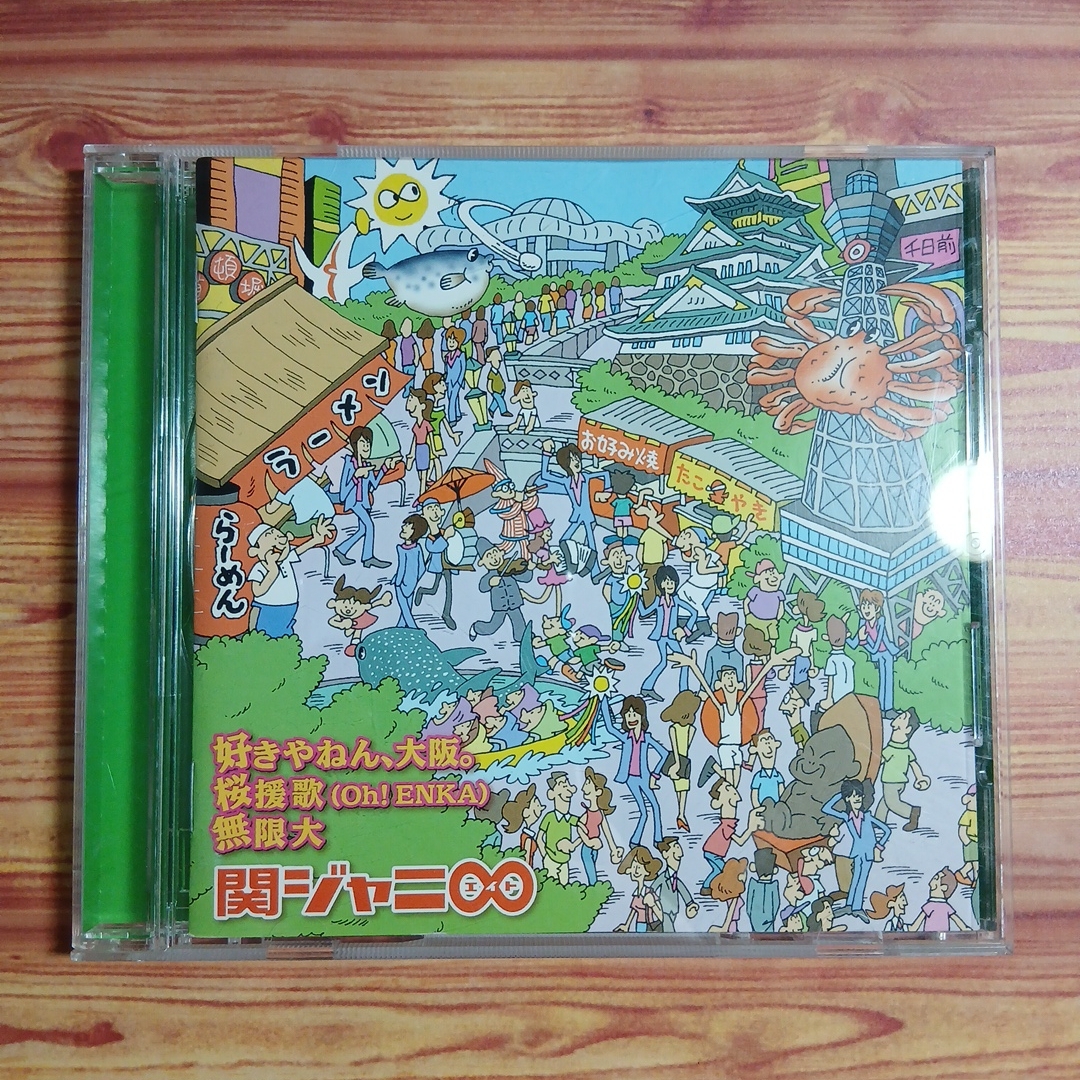 頓
堀
千日前
ラーメン
お好み焼
たこやき
らーめん
好きやねん、大阪。
桜援歌(Oh! ENKA)
無限大
関ジャニ∞
エイト